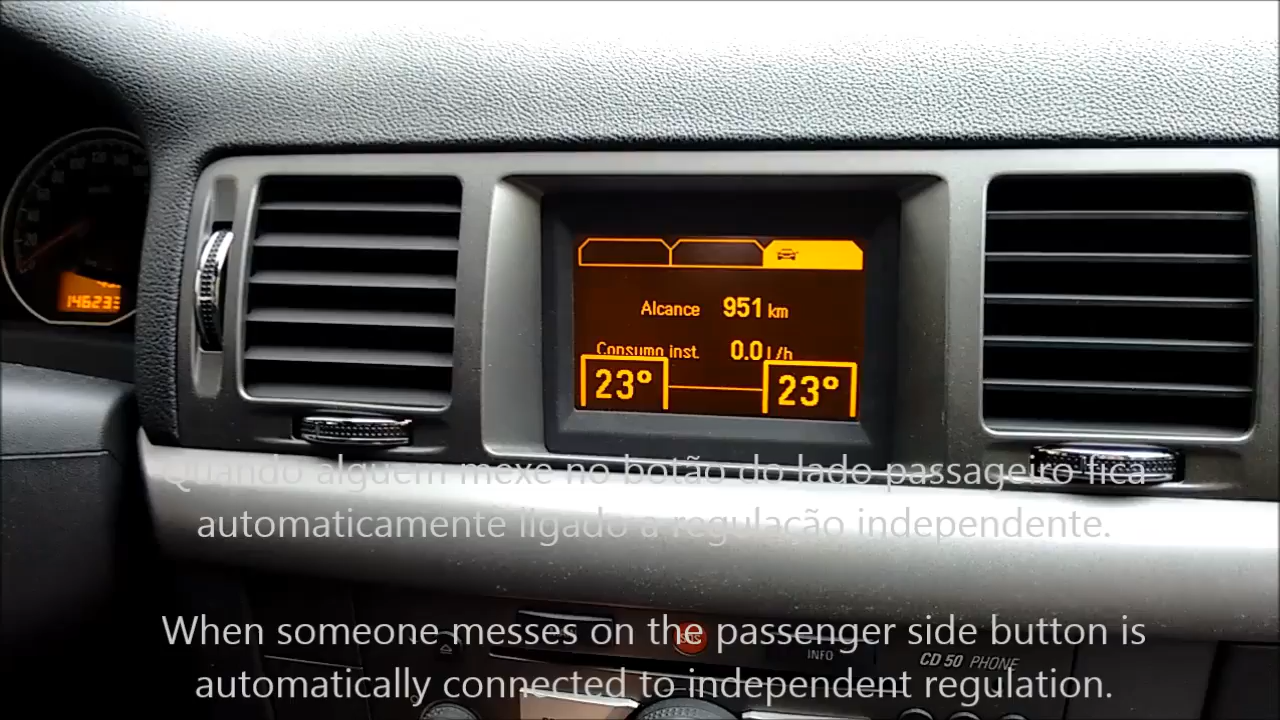 Alcance 951 km
Consumo inst. 0.0 L/h
23° 23°
Quando alguém mexe no botão do lado passageiro fica
automaticamente ligado a regulação independente.
When someone messes on the passenger side button is
INFO
CD 50 PHONE
automatically connected to independent regulation.